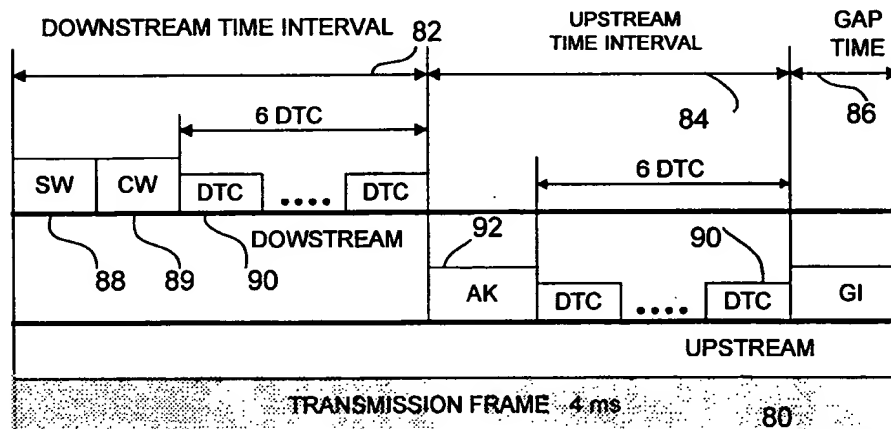 DOWNSTREAM TIME INTERVAL
82
UPSTREAM
TIME INTERVAL
GAP
TIME
6 DTC
84
86
SW CW DTC .... DTC
6 DTC
DOWSTREAM
88 89 90
92
90
AK DTC .... DTC GI
UPSTREAM
TRANSMISSION FRAME 4 ms
80